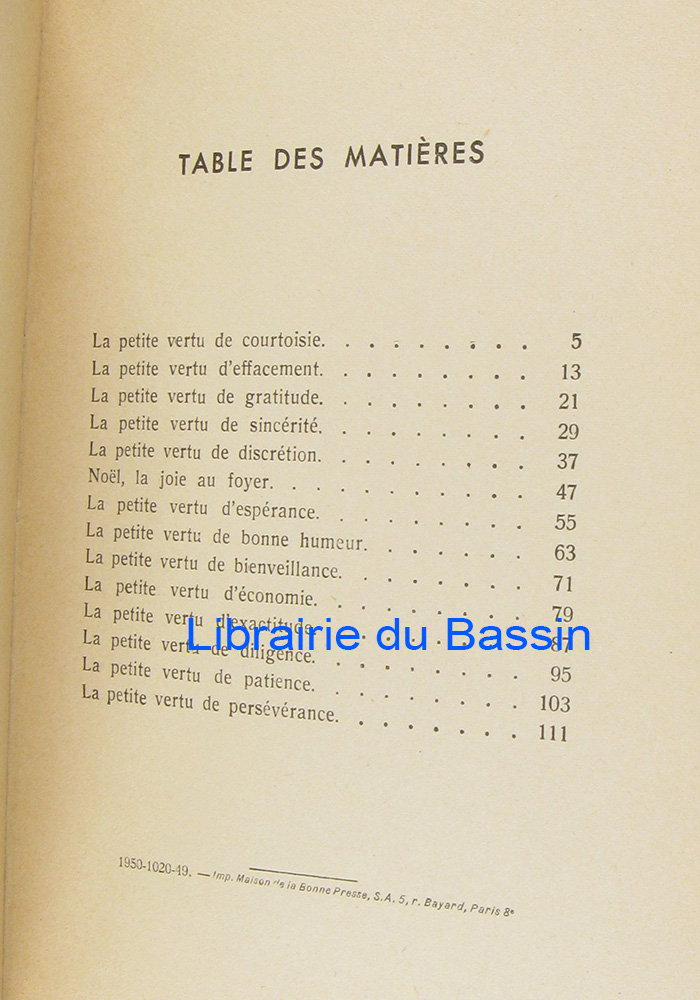 TABLE DES MATIÈRES
La petite vertu de courtoisie. . . . . . . . . 5
La petite vertu d'effacement. . . . . . . . . 13
La petite vertu de gratitude. . . . . . . . . 21
La petite vertu de sincérité. . . . . . . . . 29
La petite vertu de discrétion. . . . . . . . . 37
Noël, la joie au foyer. . . . . . . . . . . 47
La petite vertu d'espérance. . . . . . . . . 55
La petite vertu de bonne humeur. . . . . . . 63
La petite vertu de bienveillance. . . . . . . . 71
La petite vertu d'économie. . . . . . . . . 79
La petite vertu d'exactitude. . . . . . . . . 87
Librairie du Bassin
La petite vertu de diligence. . . . . . . . . 95
La petite vertu de patience. . . . . . . . . 103
La petite vertu de persévérance. . . . . . . . 111
1950-1020-49. — Imp. Maison de la Bonne Presse, S.A. 5, r. Bayard, Paris 8e